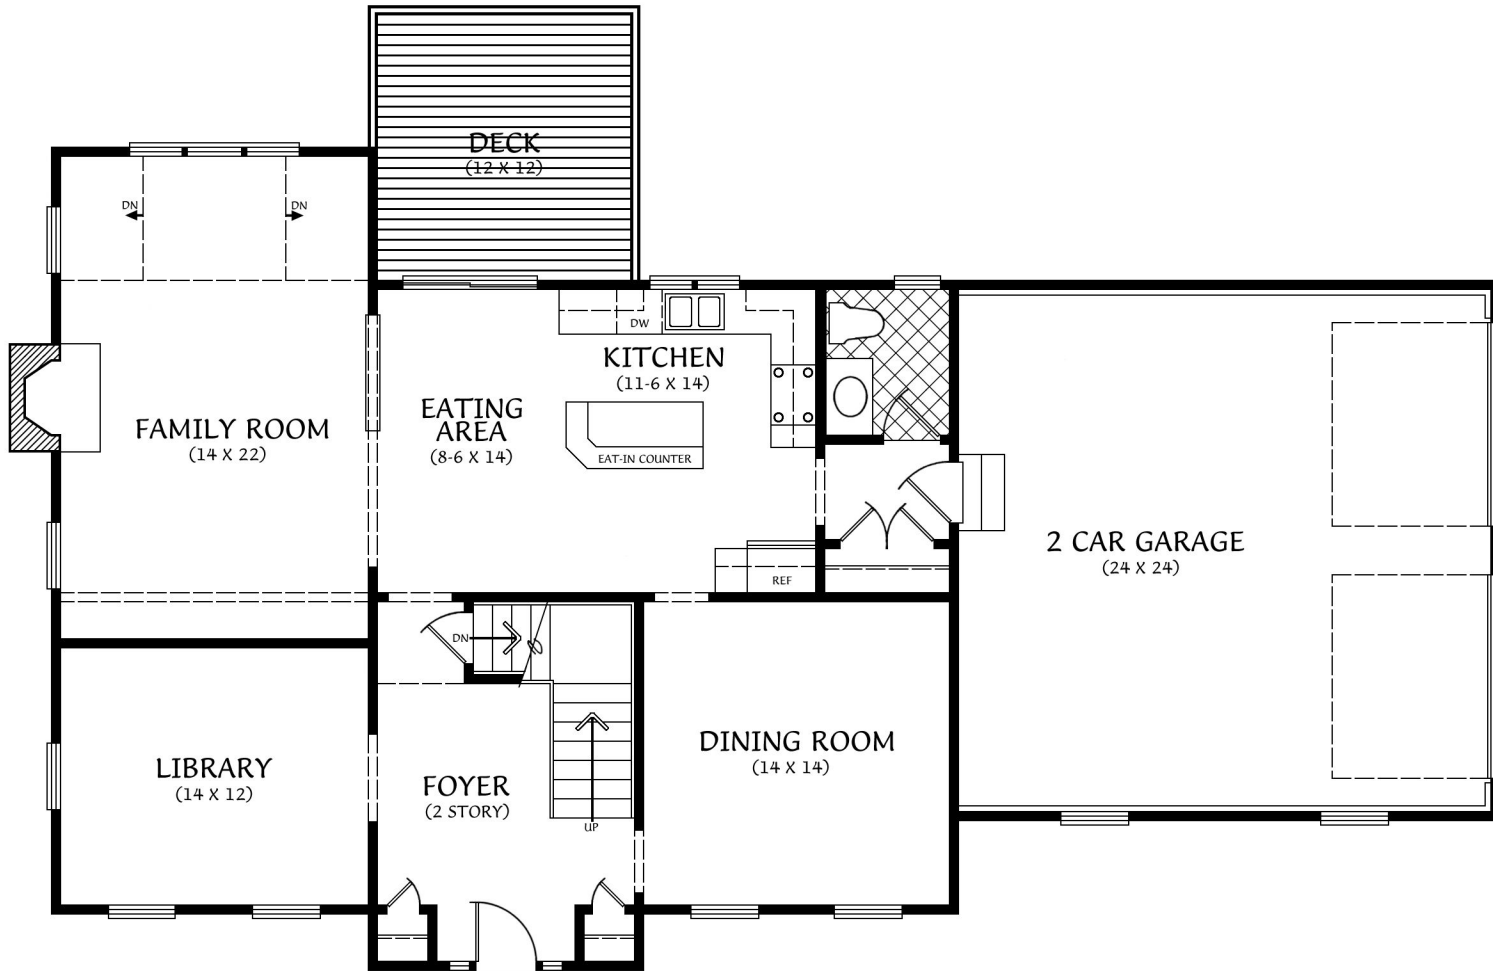 DECK
(12 X 12)
DN
DN
DW
KITCHEN
(11-6 X 14)
EATING
AREA
(8-6 X 14)
FAMILY ROOM
(14 X 22)
EAT-IN COUNTER
2 CAR GARAGE
(24 X 24)
REF
DN
DINING ROOM
(14 X 14)
LIBRARY
(14 X 12)
FOYER
(2 STORY)
UP